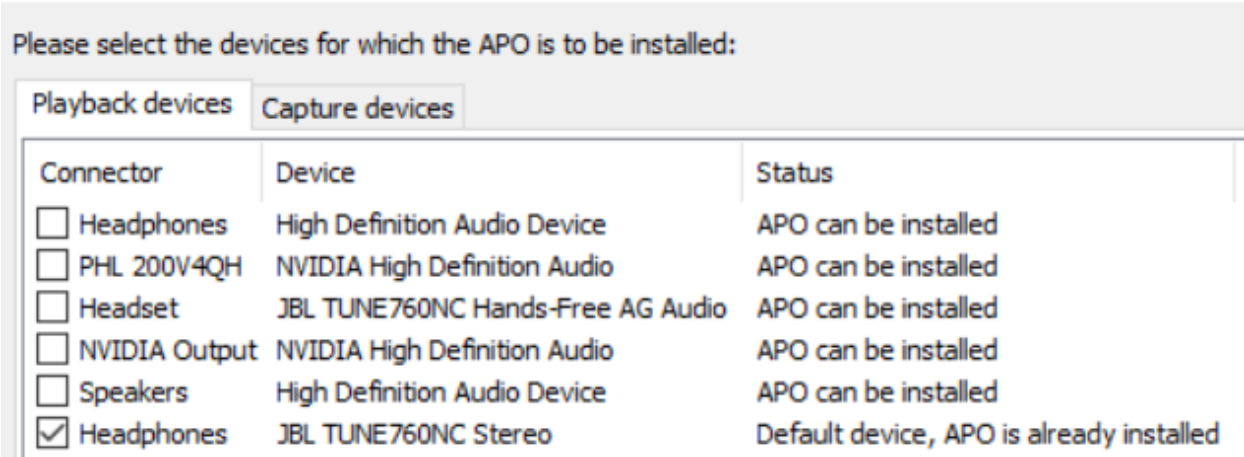 Please select the devices for which the APO is to be installed:
Playback devices Capture devices
Connector Device Status
Headphones High Definition Audio Device APO can be installed
PHL 200V4QH NVIDIA High Definition Audio APO can be installed
Headset JBL TUNE760NC Hands-Free AG Audio APO can be installed
NVIDIA Output NVIDIA High Definition Audio APO can be installed
Speakers High Definition Audio Device APO can be installed
Headphones JBL TUNE760NC Stereo Default device, APO is already installed